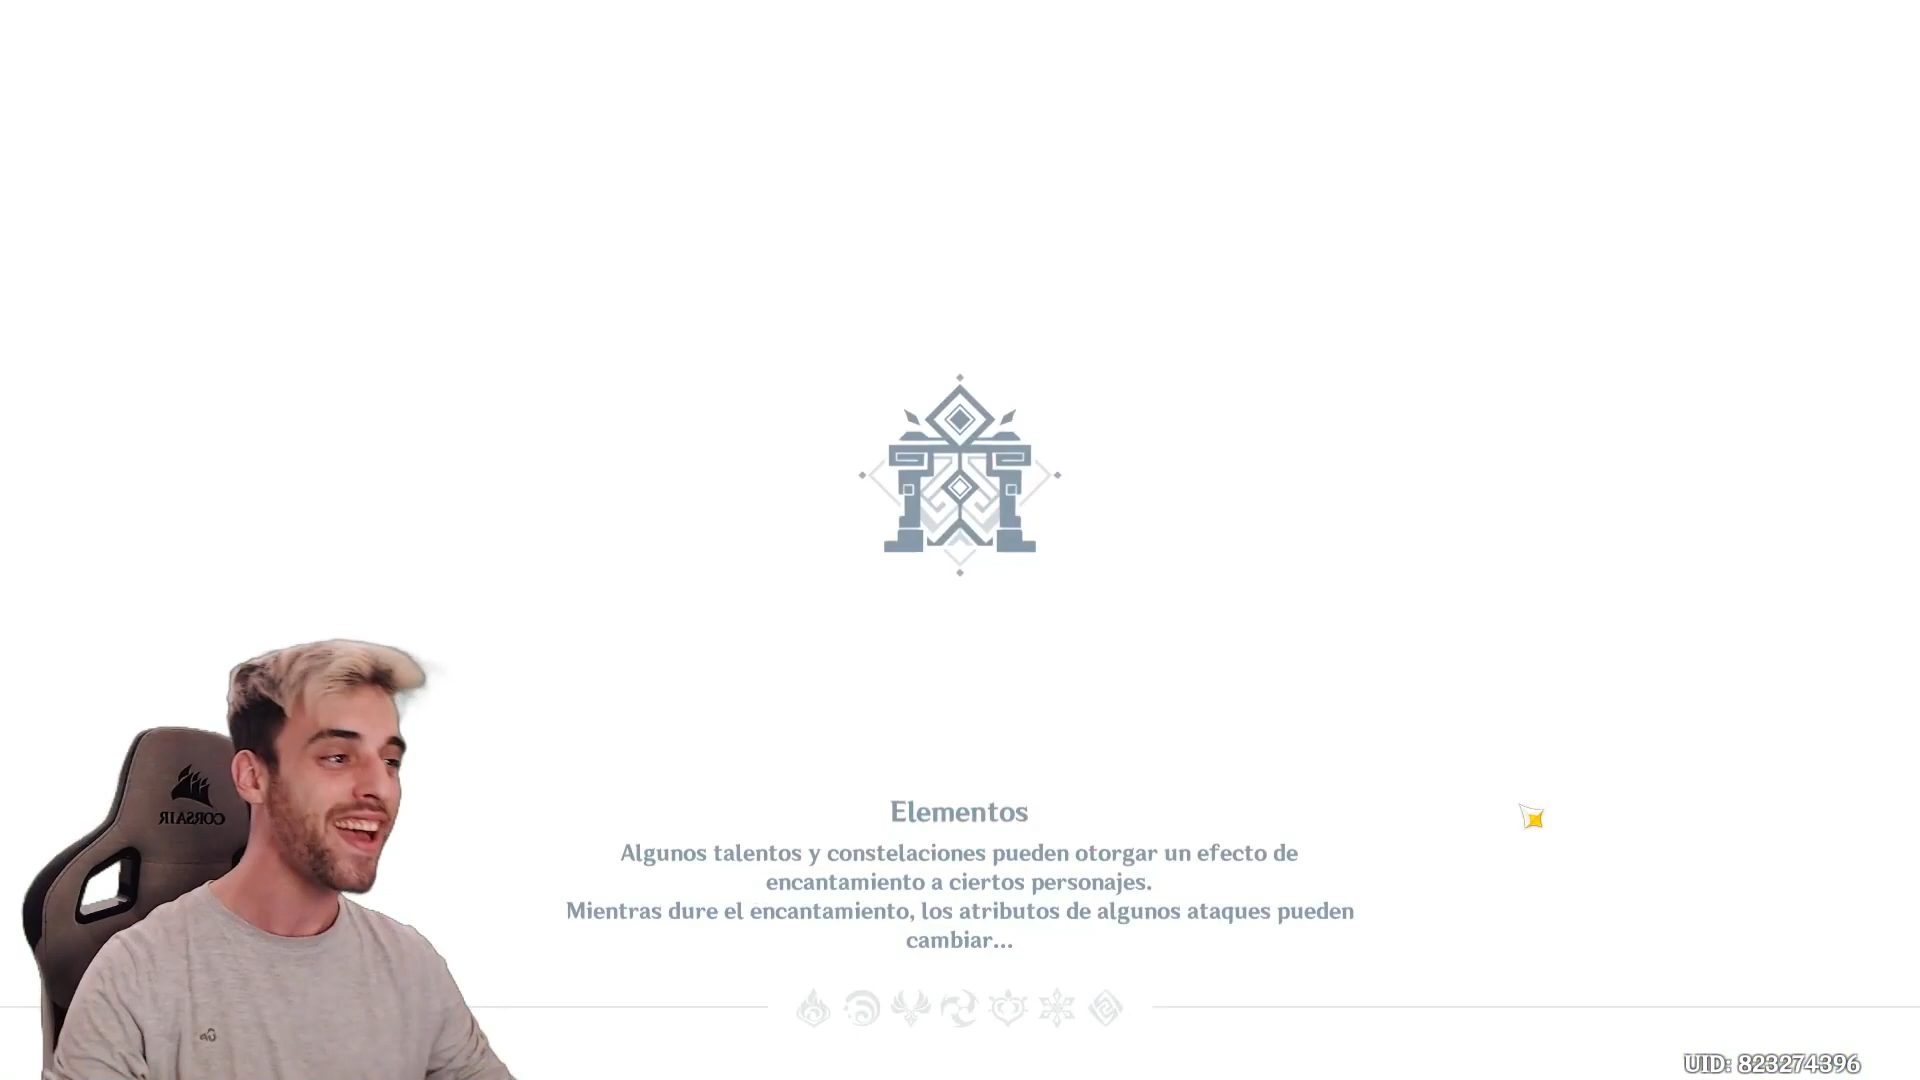 CORSAIR
Elementos
Algunos talentos y constelaciones pueden otorgar un efecto de
encantamiento a ciertos personajes.
Mientras dure el encantamiento, los atributos de algunos ataques pueden
cambiar...
UID: 823274396